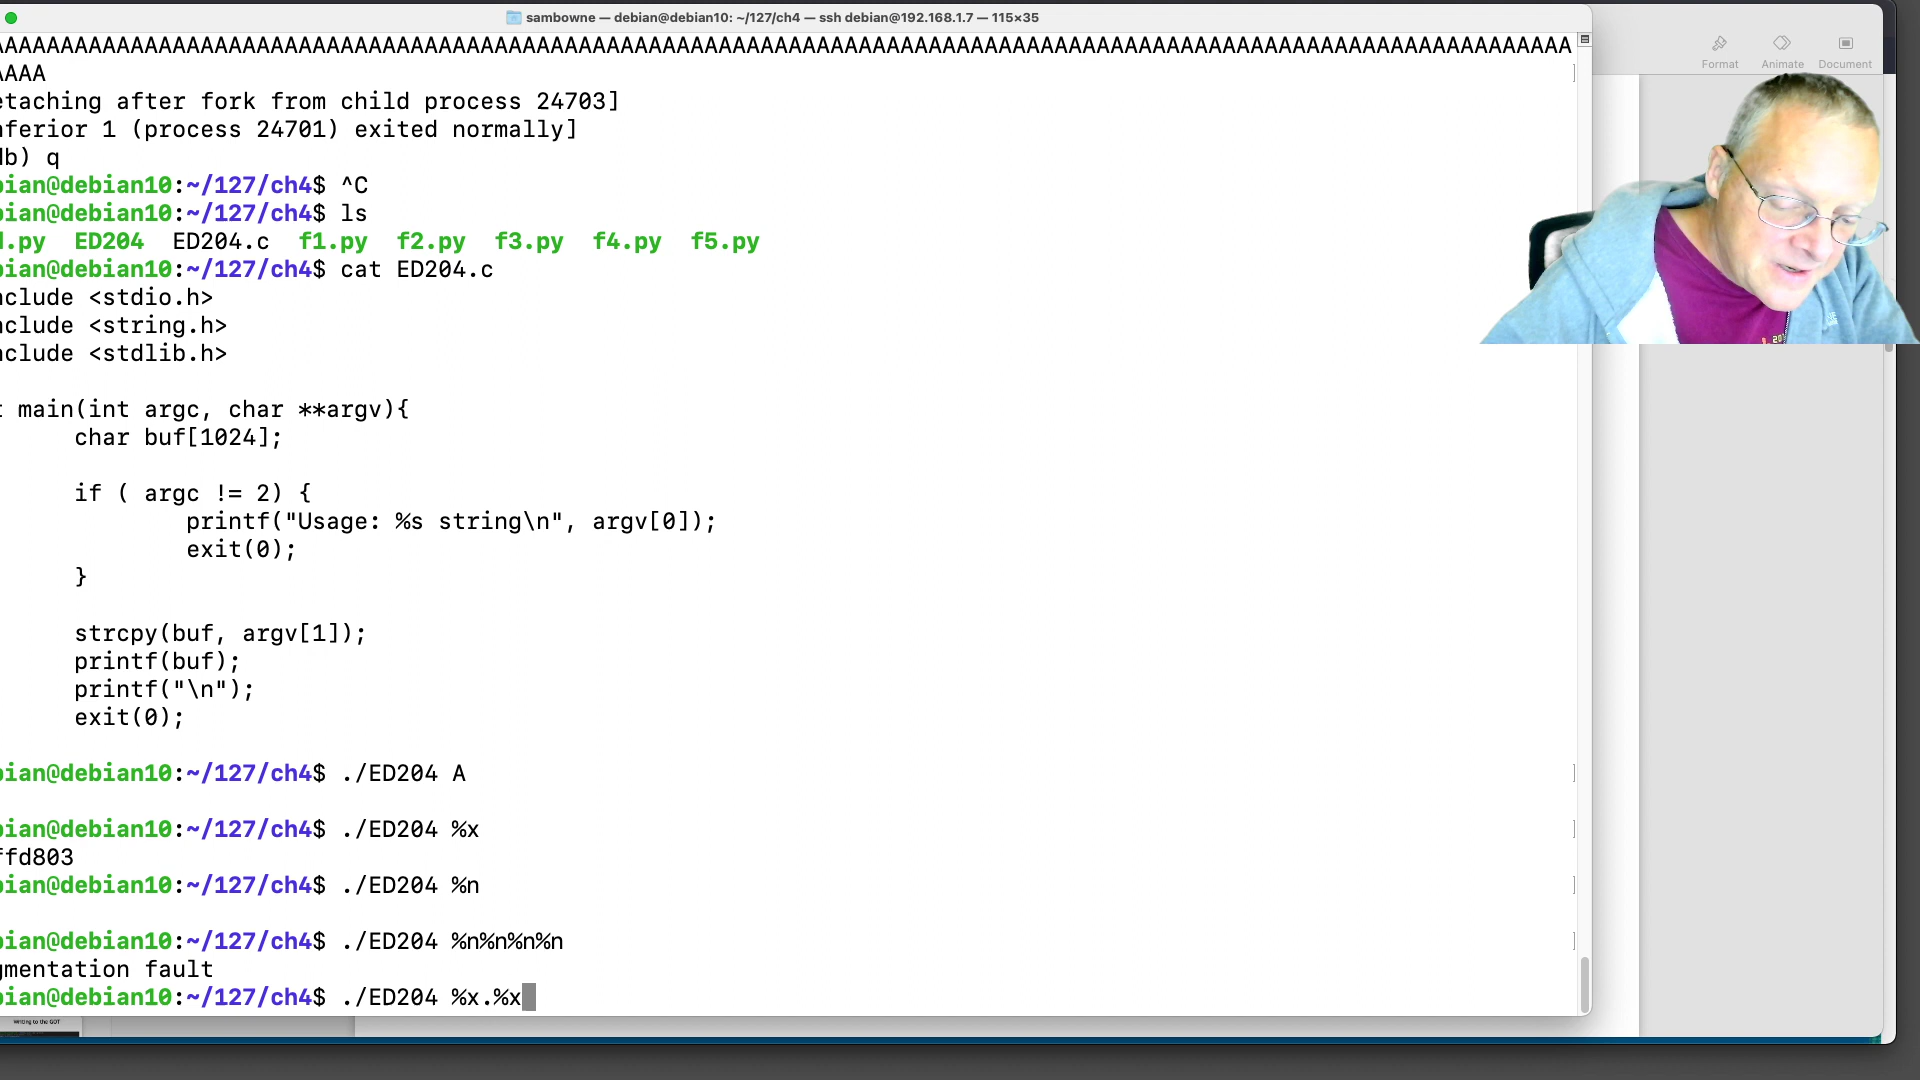 sambowne — debian@debian10: ~/127/ch4 — ssh debian@192.168.1.7 — 115×35
Format Animate Document
AAAAAAAAAAAAAAAAAAAAAAAAAAAAAAAAAAAAAAAAAAAAAAAAAAAAAAAAAAAAAAAAAAAAAAAAAAAAAAAAAAAAAAAAAAAAAAAAAAAAAAAAAAAAAAAA
AAAA
etaching after fork from child process 24703]
nferior 1 (process 24701) exited normally]
db) q
bian@debian10:~/127/ch4$ ^C
bian@debian10:~/127/ch4$ ls
d.py ED204 ED204.c f1.py f2.py f3.py f4.py f5.py
bian@debian10:~/127/ch4$ cat ED204.c
nclude <stdio.h>
nclude <string.h>
nclude <stdlib.h>
t main(int argc, char **argv){
char buf[1024];
if ( argc != 2) {
printf("Usage: %s string\n", argv[0]);
exit(0);
}
strcpy(buf, argv[1]);
printf(buf);
printf("\n");
exit(0);
bian@debian10:~/127/ch4$ ./ED204 A
bian@debian10:~/127/ch4$ ./ED204 %x
ffd803
bian@debian10:~/127/ch4$ ./ED204 %n
bian@debian10:~/127/ch4$ ./ED204 %n%n%n%n
gmentation fault
bian@debian10:~/127/ch4$ ./ED204 %x.%x
Writing to the GOT